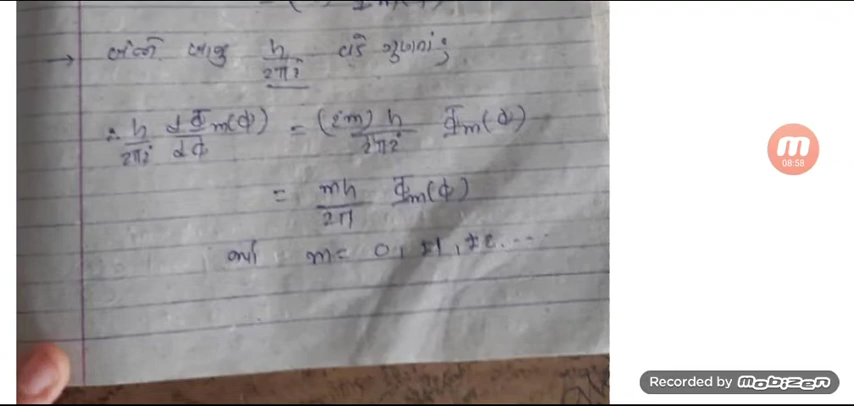 → બંને બાજુ h/2πi વડે ગુણતાં;
∴ h/2πi dΦm(ϕ)/dϕ = (im) h/2πi Φm(ϕ)
= mh/2π Φm(ϕ)
જ્યાં m = 0, ±1, ±2, ....
08:58
Recorded by mobizen